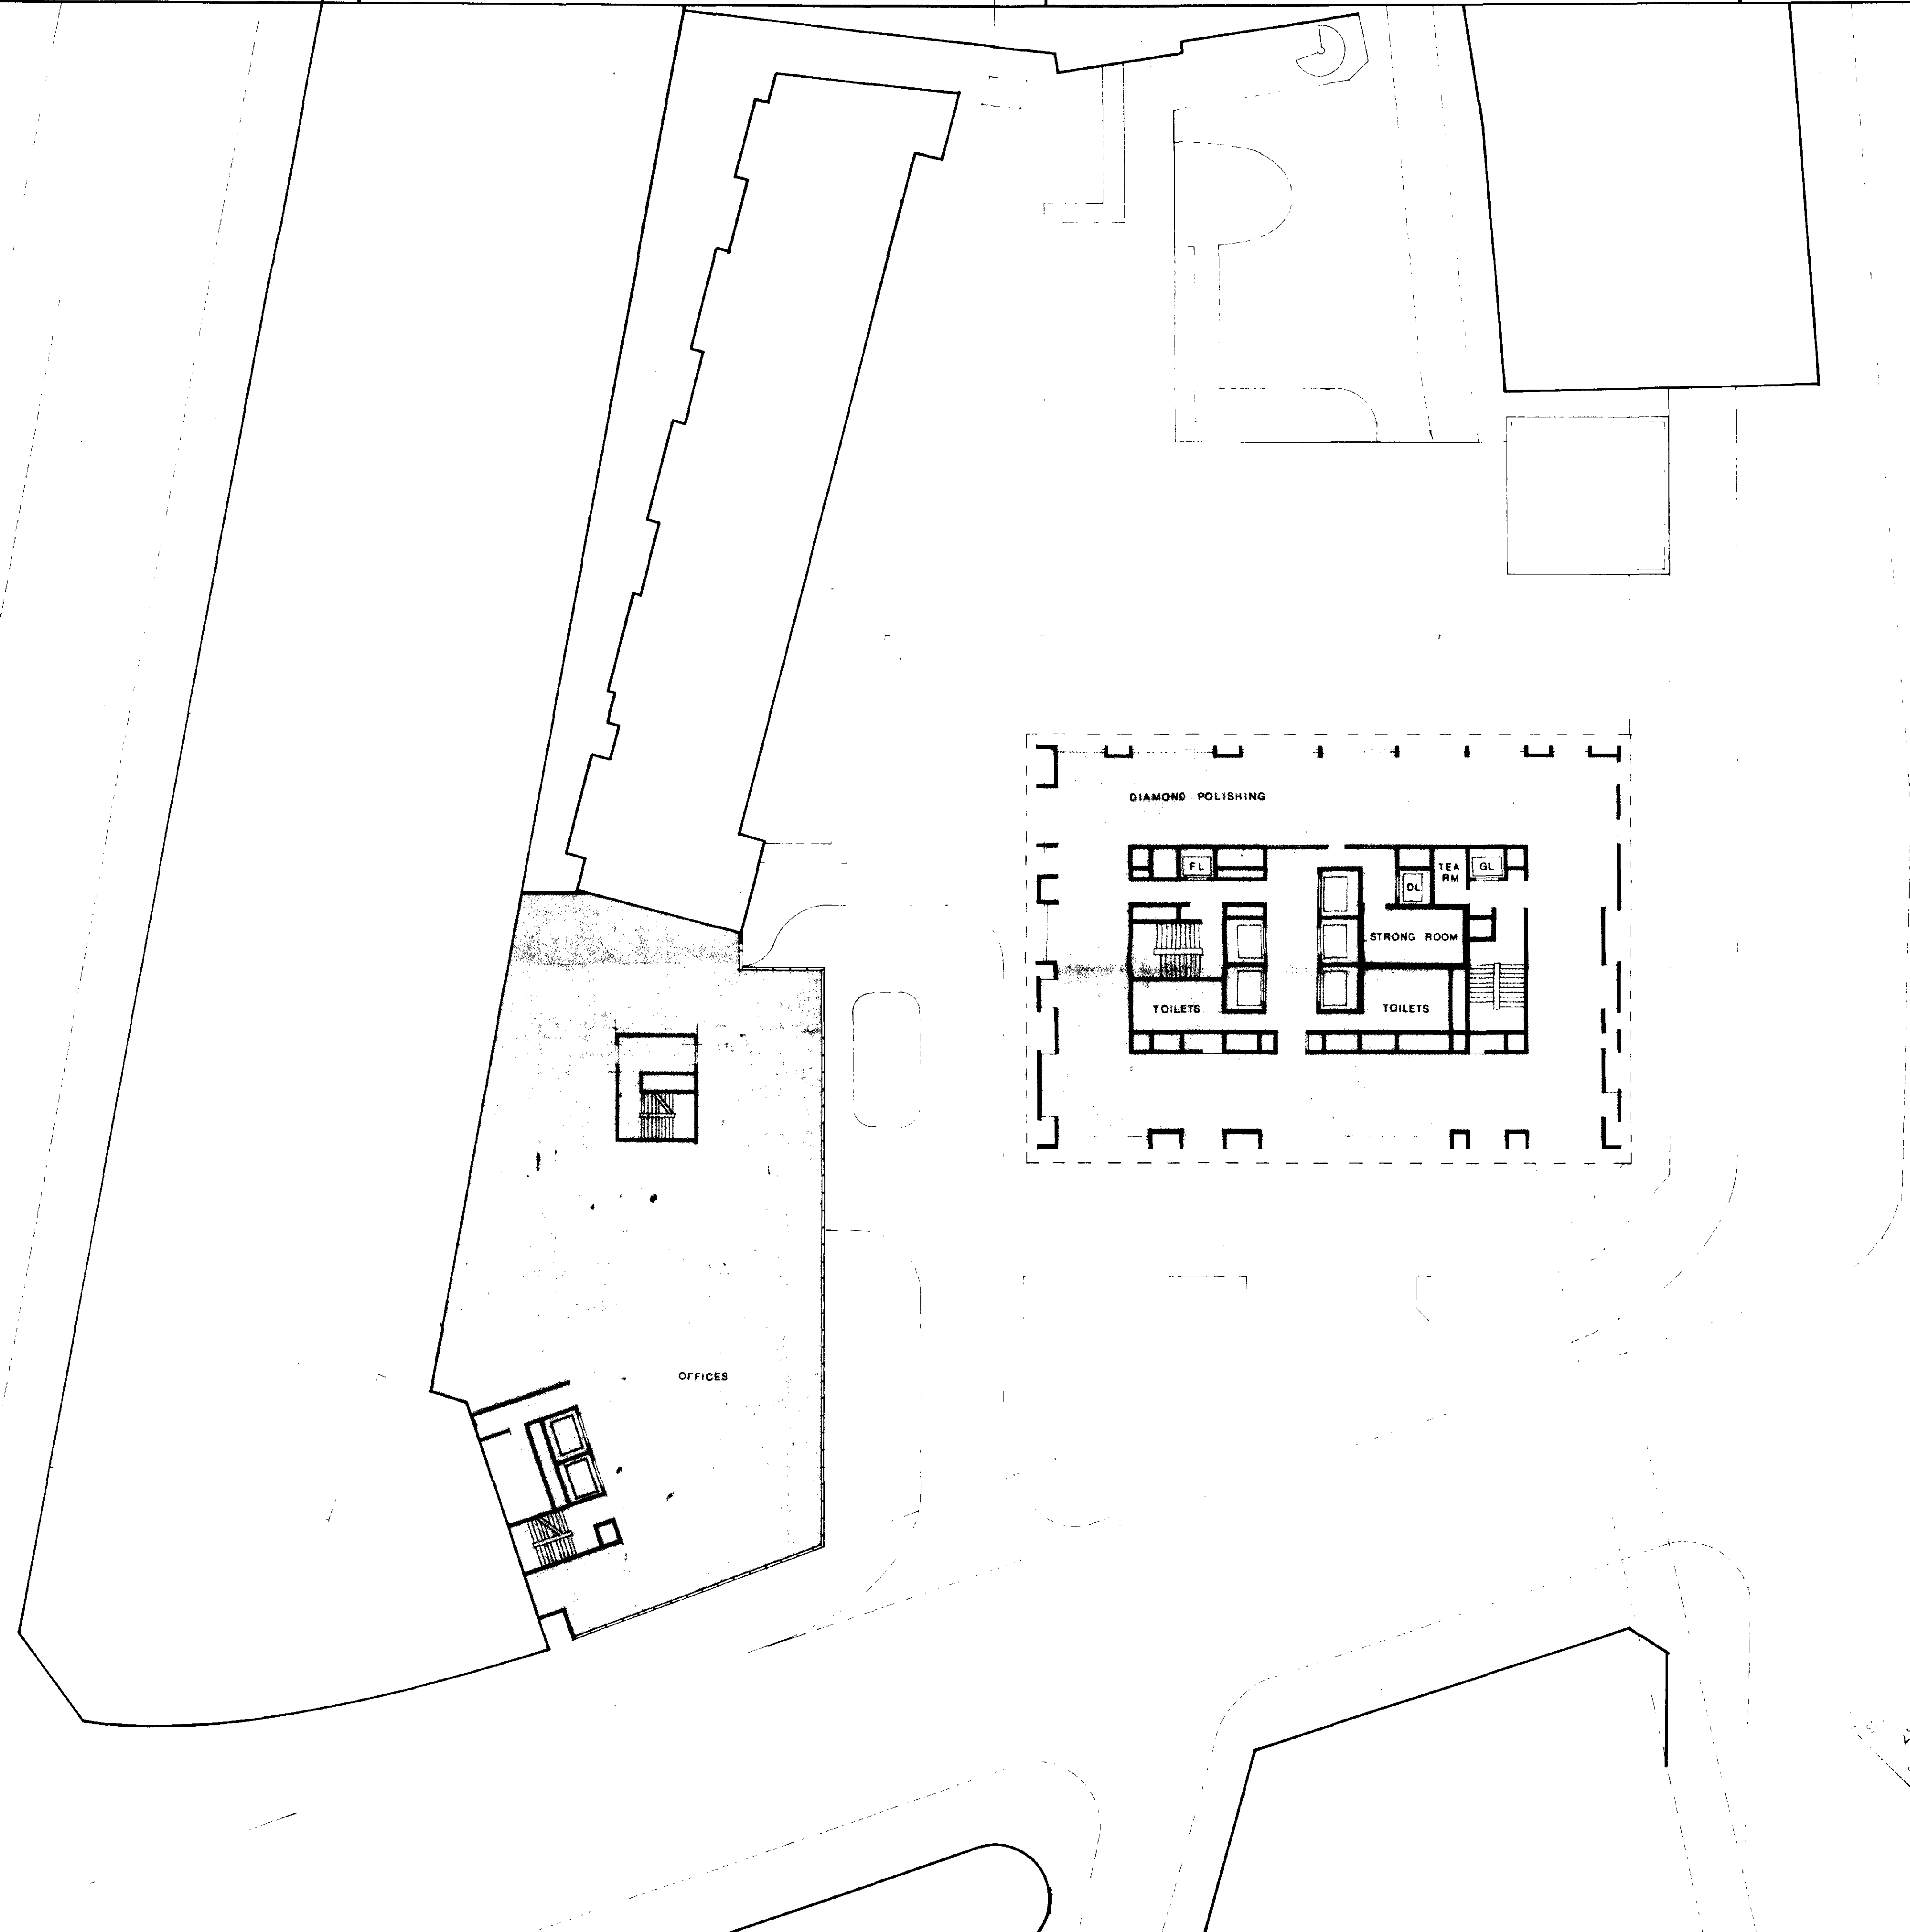 DIAMOND POLISHING
FL
TEA
RM
GL
DL
STRONG ROOM
TOILETS
TOILETS
OFFICES